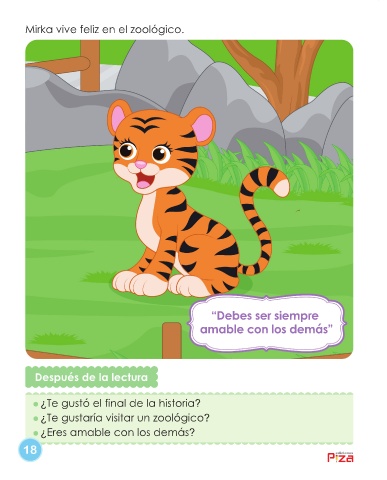 Mirka vive feliz en el zoológico.
"Debes ser siempre
amable con los demás"
Después de la lectura
¿Te gustó el final de la historia?
¿Te gustaría visitar un zoológico?
¿Eres amable con los demás?
18
Piza